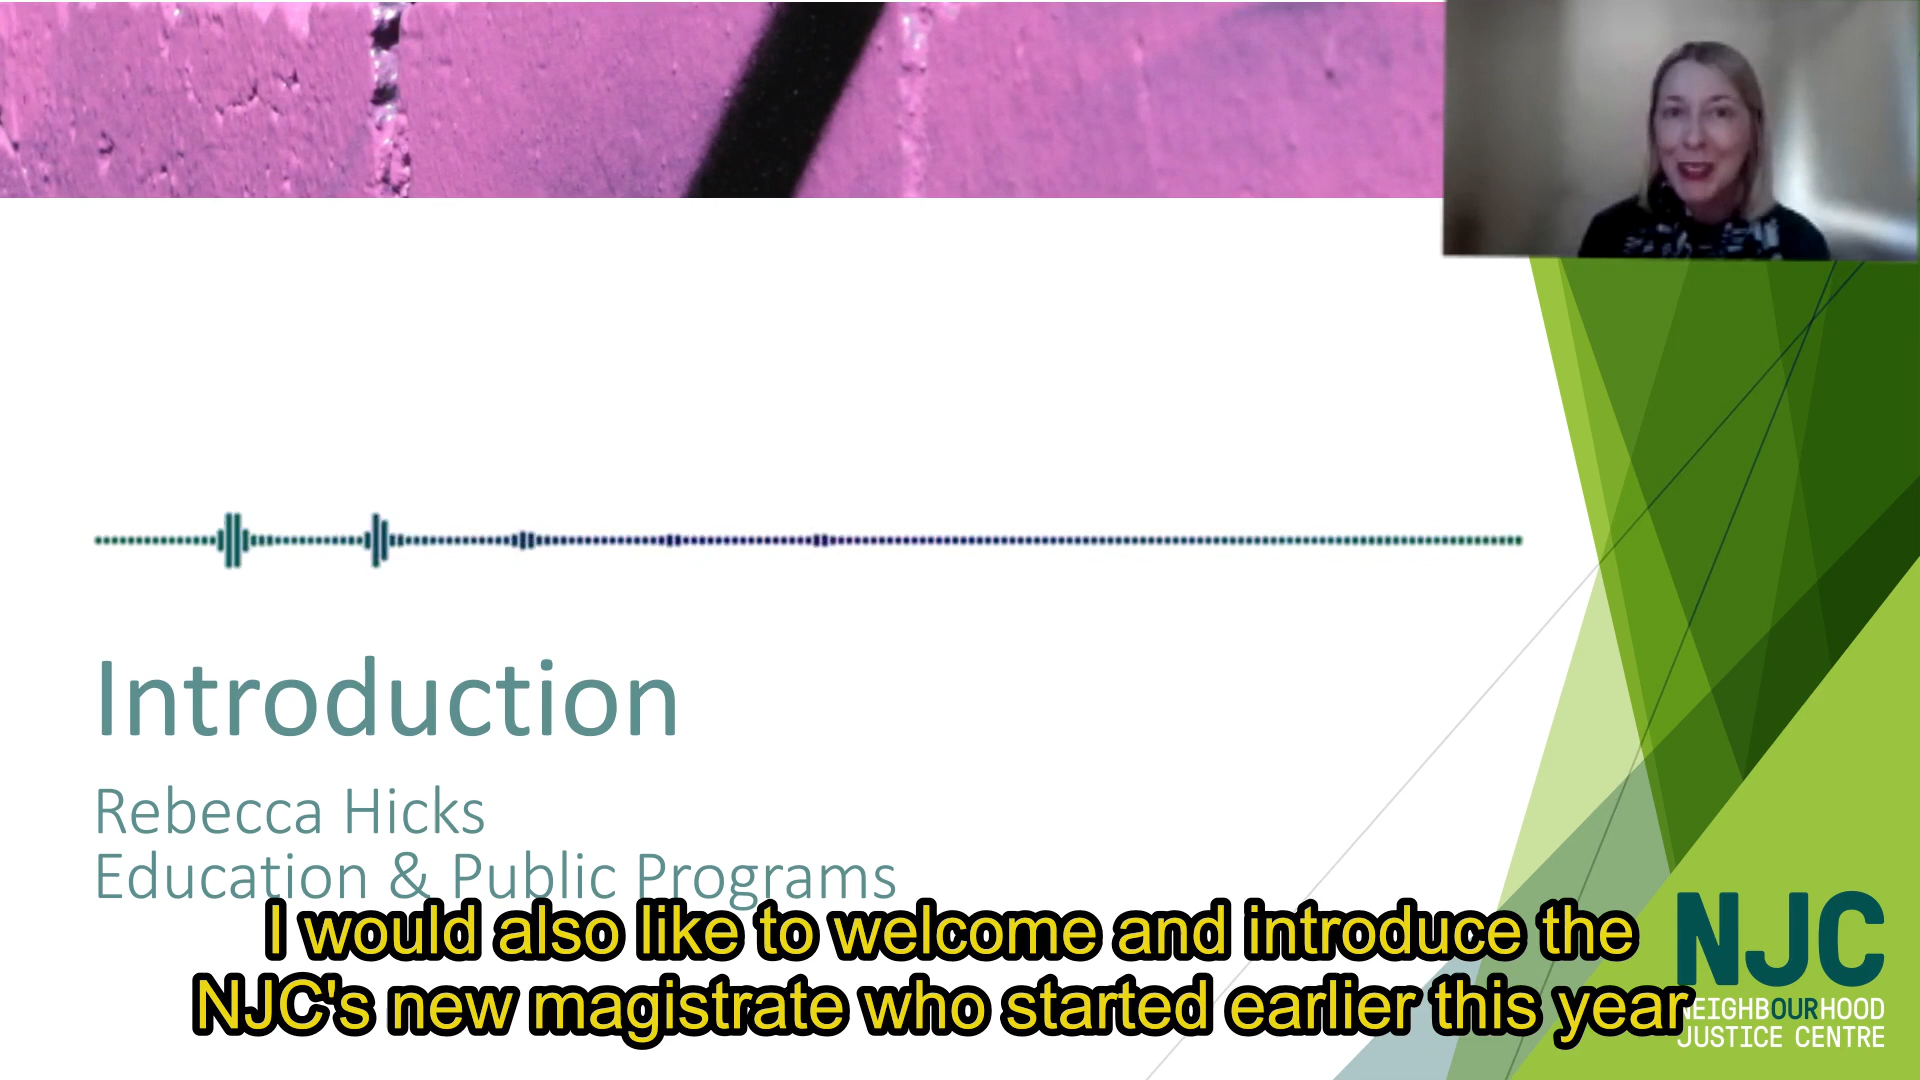 Introduction
Rebecca Hicks
Education & Public Programs
I would also like to welcome and introduce the
NJC's new magistrate who started earlier this year
NJC
NEIGHBOURHOOD
JUSTICE CENTRE